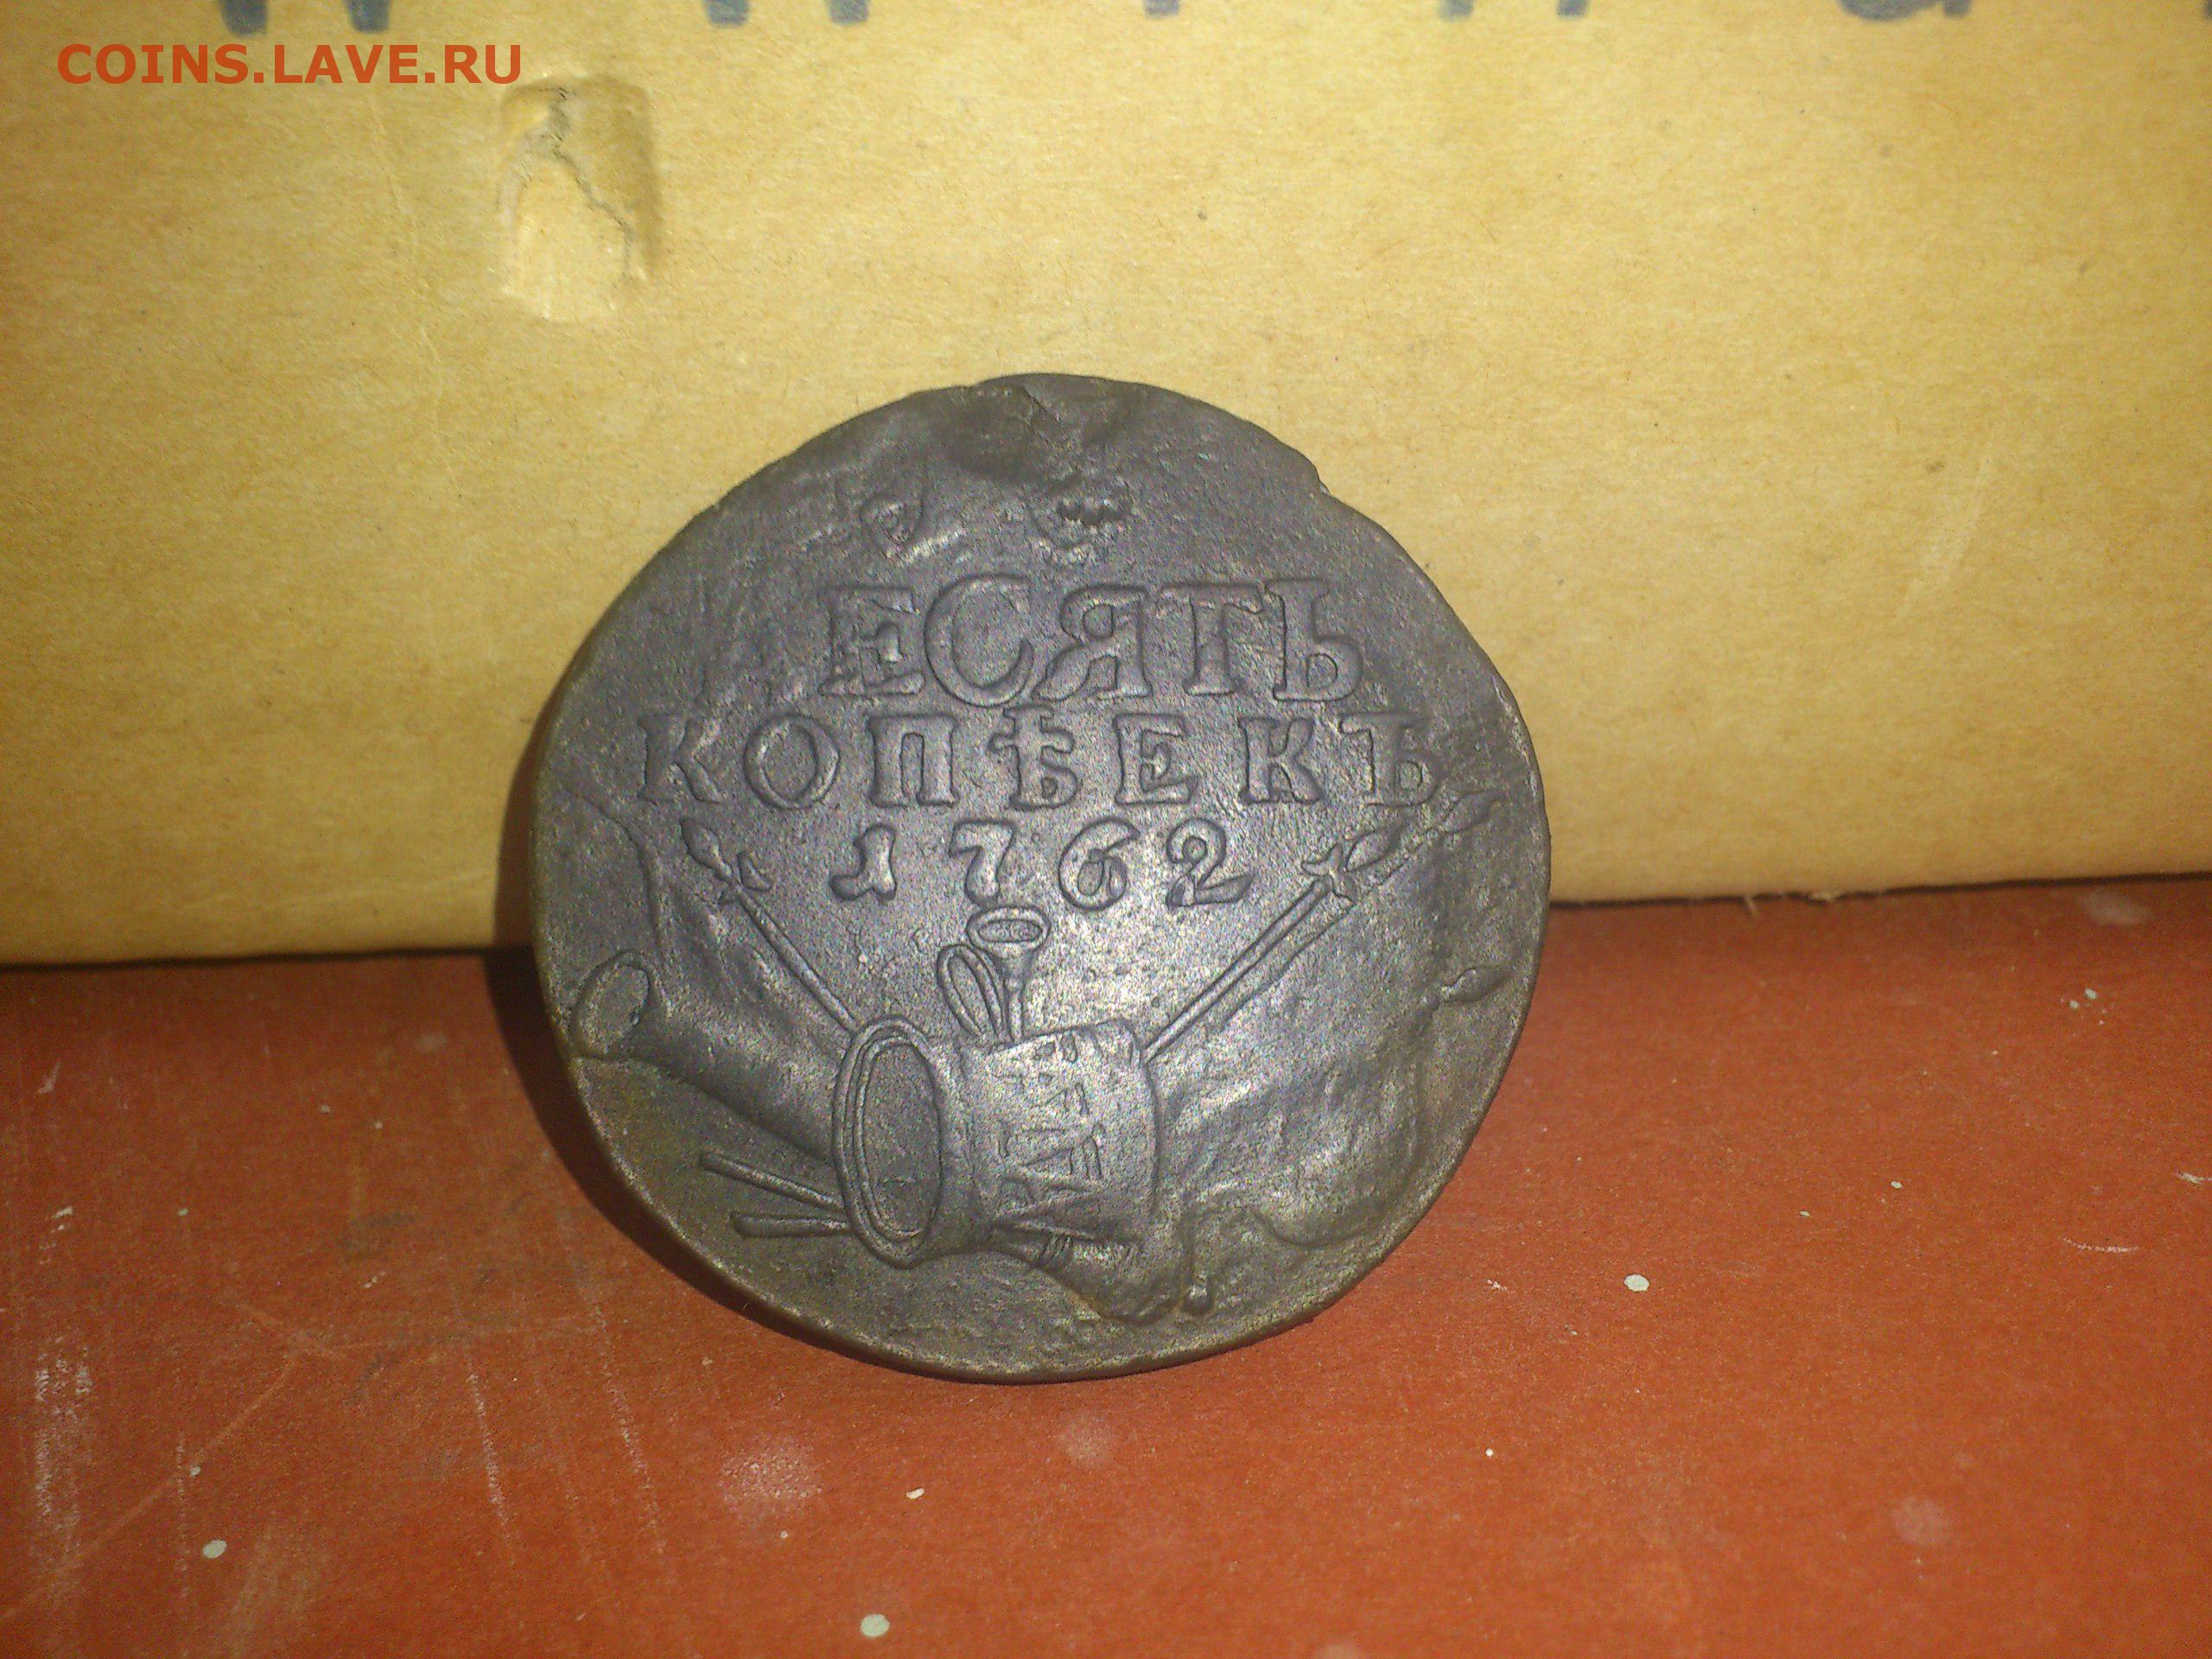 COINS.LAVE.RU
ЕСЯТЬ
КОПѢЕКЪ
1762